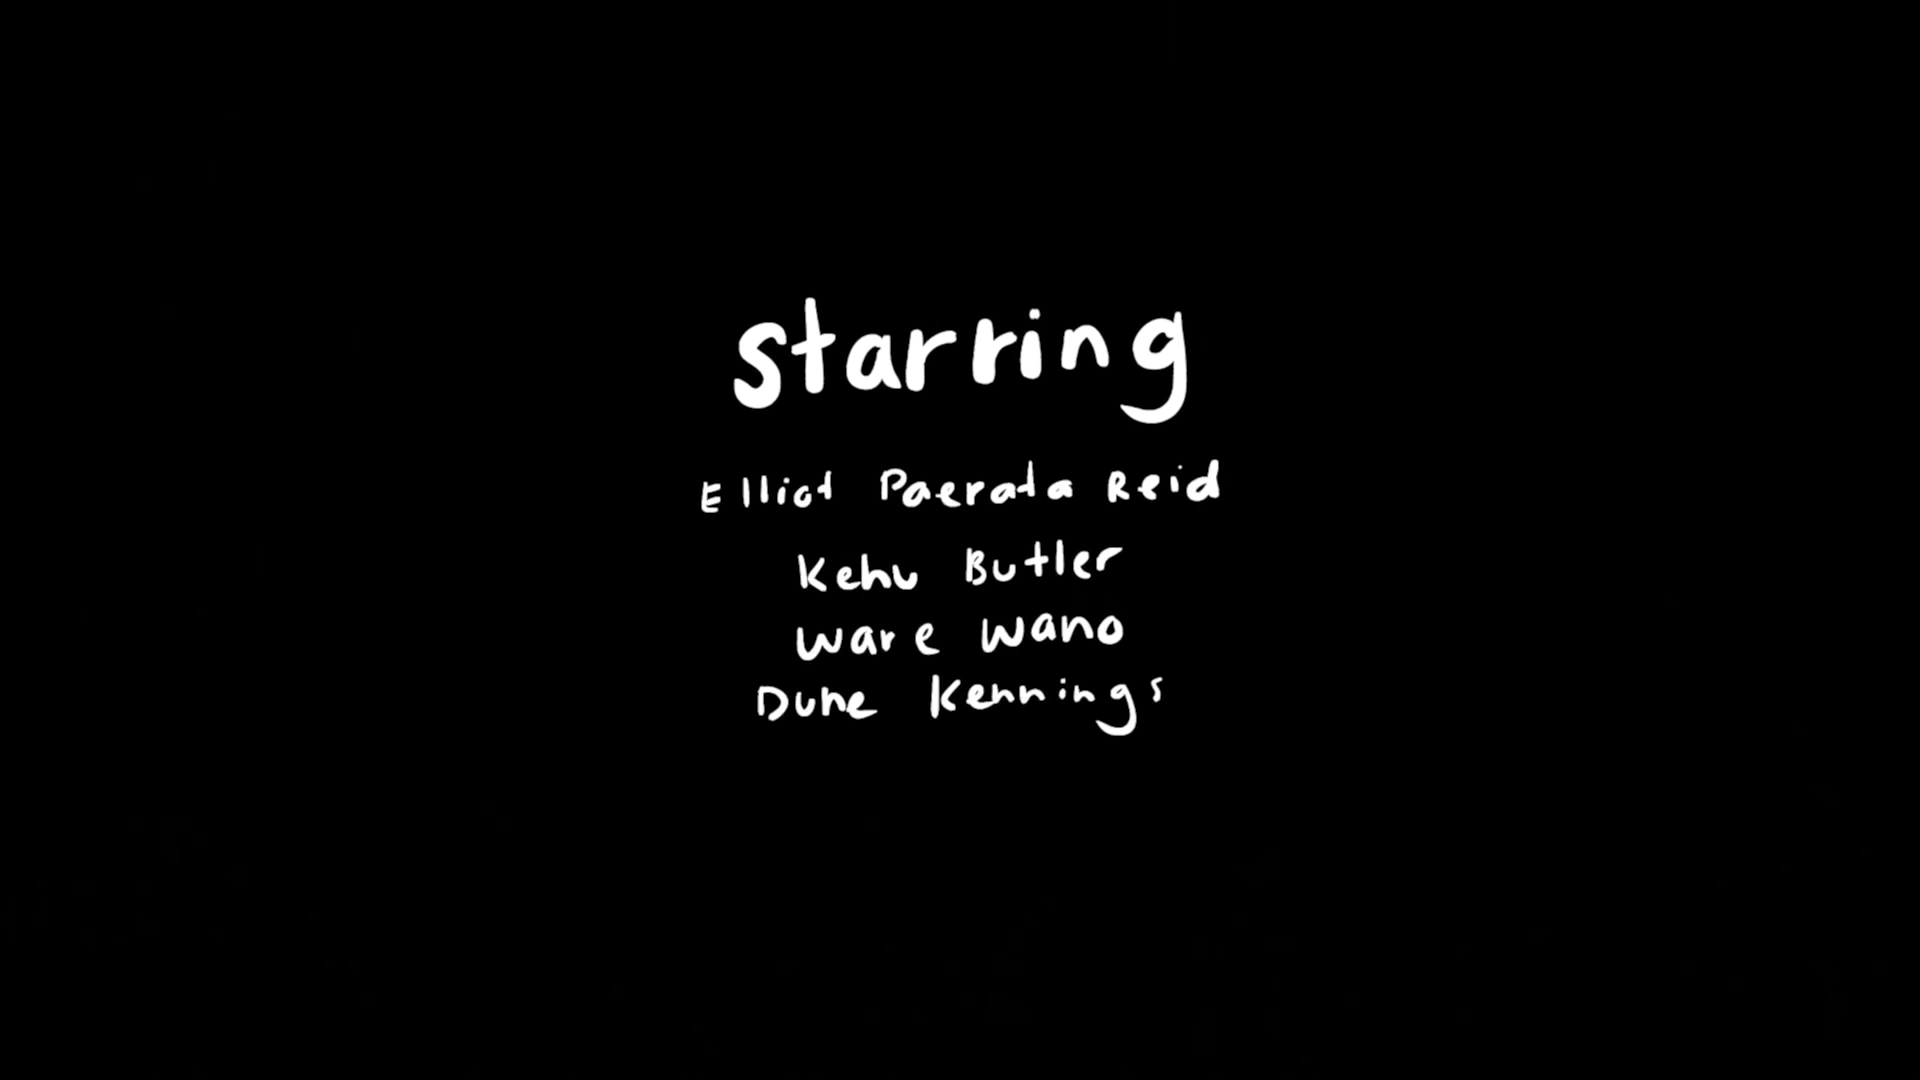 starring
Elliot Paerata Reid
Kehu Butler
Ware Wano
Dune Kennings